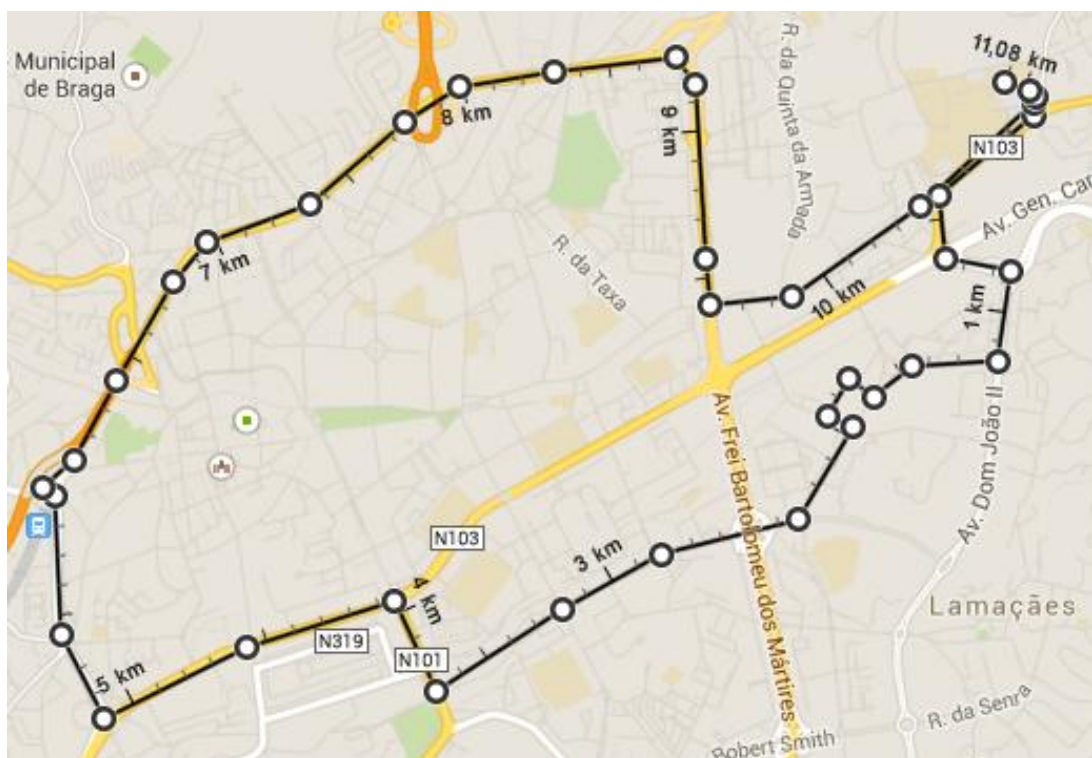 Municipal
de Braga
11,08 km
R. da Quinta da Armada
8 km
9 km
N103
Av. Gen. Car
R. da Taxa
7 km
10 km
1 km
Av. Dom João II
Av. Frei Bartolomeu dos Mártires
N103
3 km
4 km
Lamaçães
N319
N101
5 km
R. da Senra
Robert Smith